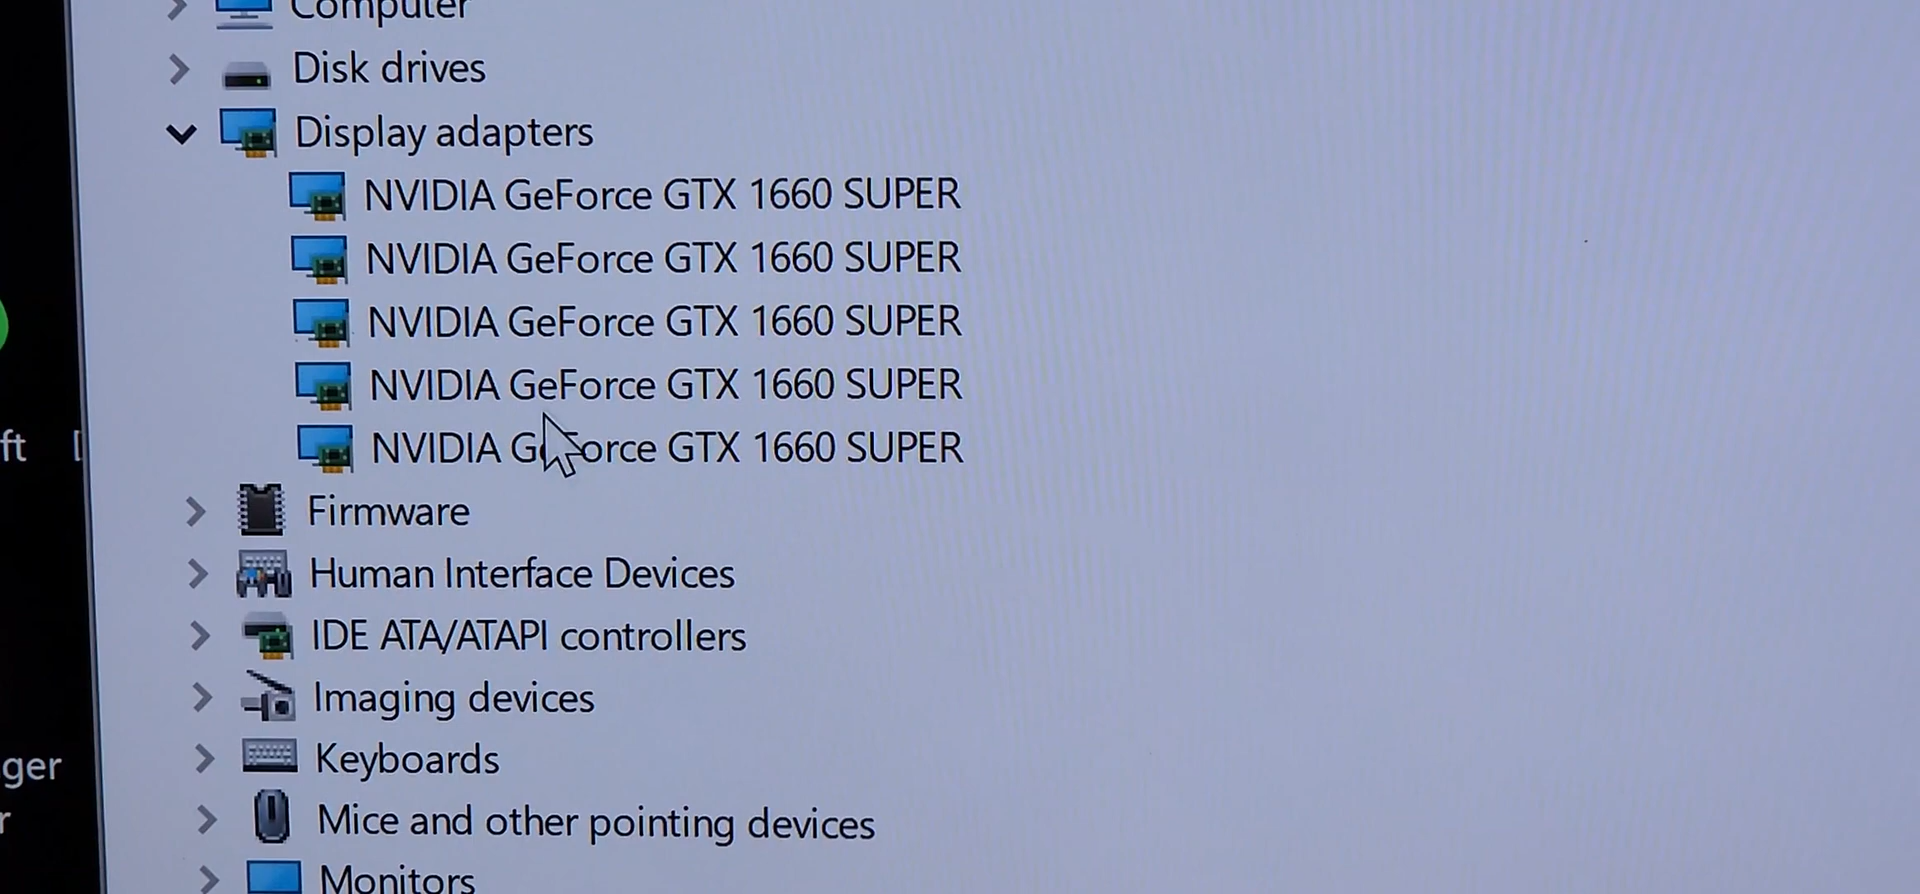 Computer
Disk drives
Display adapters
NVIDIA GeForce GTX 1660 SUPER
NVIDIA GeForce GTX 1660 SUPER
NVIDIA GeForce GTX 1660 SUPER
NVIDIA GeForce GTX 1660 SUPER
NVIDIA GeForce GTX 1660 SUPER
ft
Firmware
Human Interface Devices
IDE ATA/ATAPI controllers
Imaging devices
Keyboards
ger
Mice and other pointing devices
r
Monitors